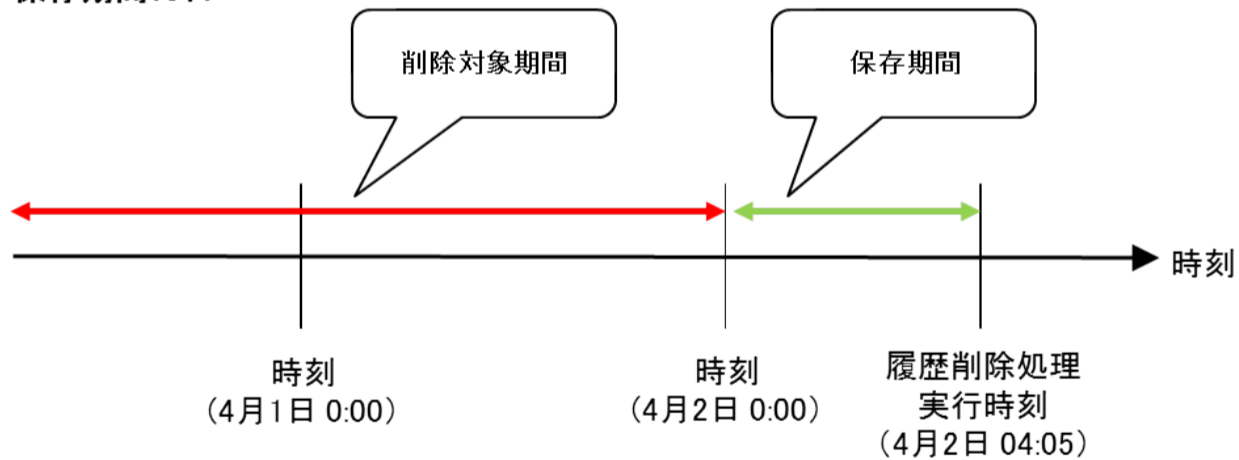 削除対象期間
保存期間
時刻
時刻
(4月1日 0:00)
時刻
(4月2日 0:00)
履歴削除処理
実行時刻
(4月2日 04:05)